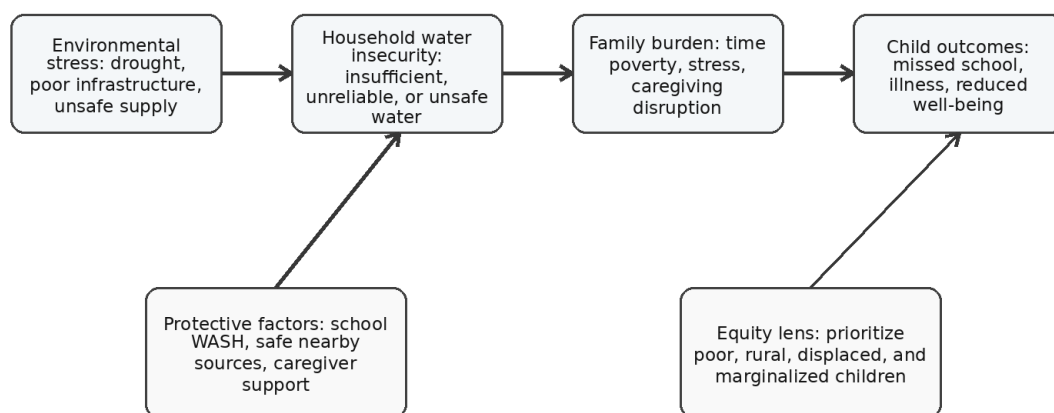 Environmental
stress: drought,
poor infrastructure,
unsafe supply
Household water
insecurity:
insufficient,
unreliable, or unsafe
water
Family burden: time
poverty, stress,
caregiving
disruption
Child outcomes:
missed school,
illness, reduced
well-being
Protective factors: school
WASH, safe nearby
sources, caregiver
support
Equity lens: prioritize
poor, rural, displaced, and
marginalized children